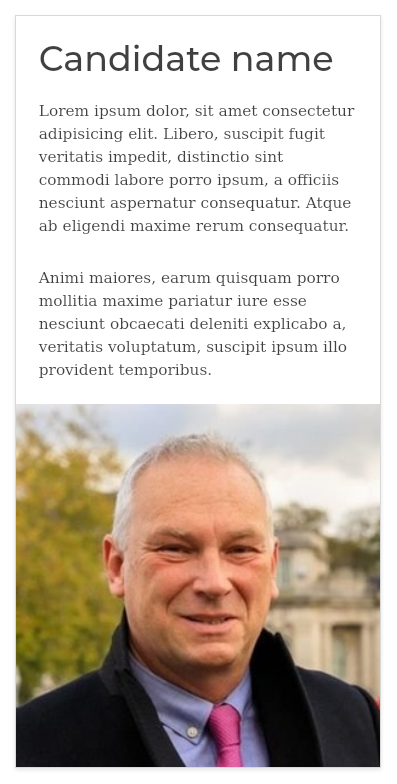 Candidate name
Lorem ipsum dolor, sit amet consectetur
adipisicing elit. Libero, suscipit fugit
veritatis impedit, distinctio sint
commodi labore porro ipsum, a officiis
nesciunt aspernatur consequatur. Atque
ab eligendi maxime rerum consequatur.
Animi maiores, earum quisquam porro
mollitia maxime pariatur iure esse
nesciunt obcaecati deleniti explicabo a,
veritatis voluptatum, suscipit ipsum illo
provident temporibus.